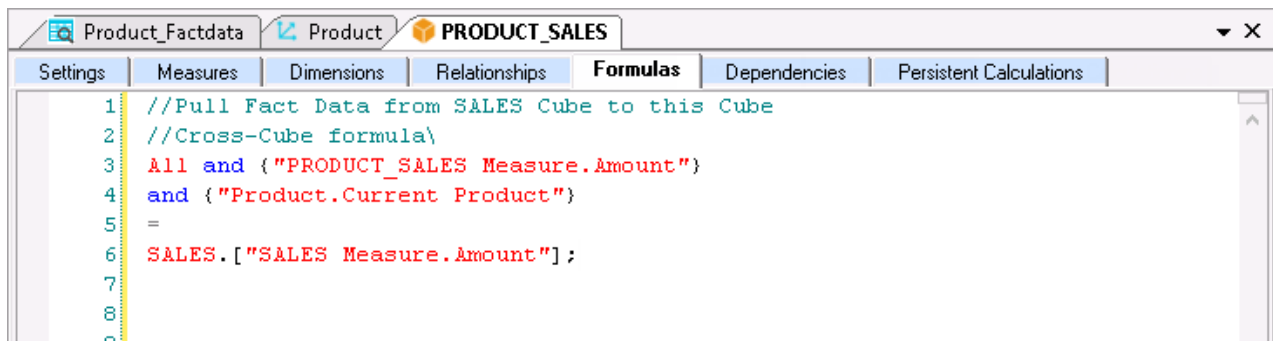 Product_Factdata Product PRODUCT_SALES
Settings Measures Dimensions Relationships Formulas Dependencies Persistent Calculations
1 //Pull Fact Data from SALES Cube to this Cube
2 //Cross-Cube formula\
3 All and {"PRODUCT_SALES Measure.Amount"}
4 and {"Product.Current Product"}
5 =
6 SALES.["SALES Measure.Amount"];
7
8